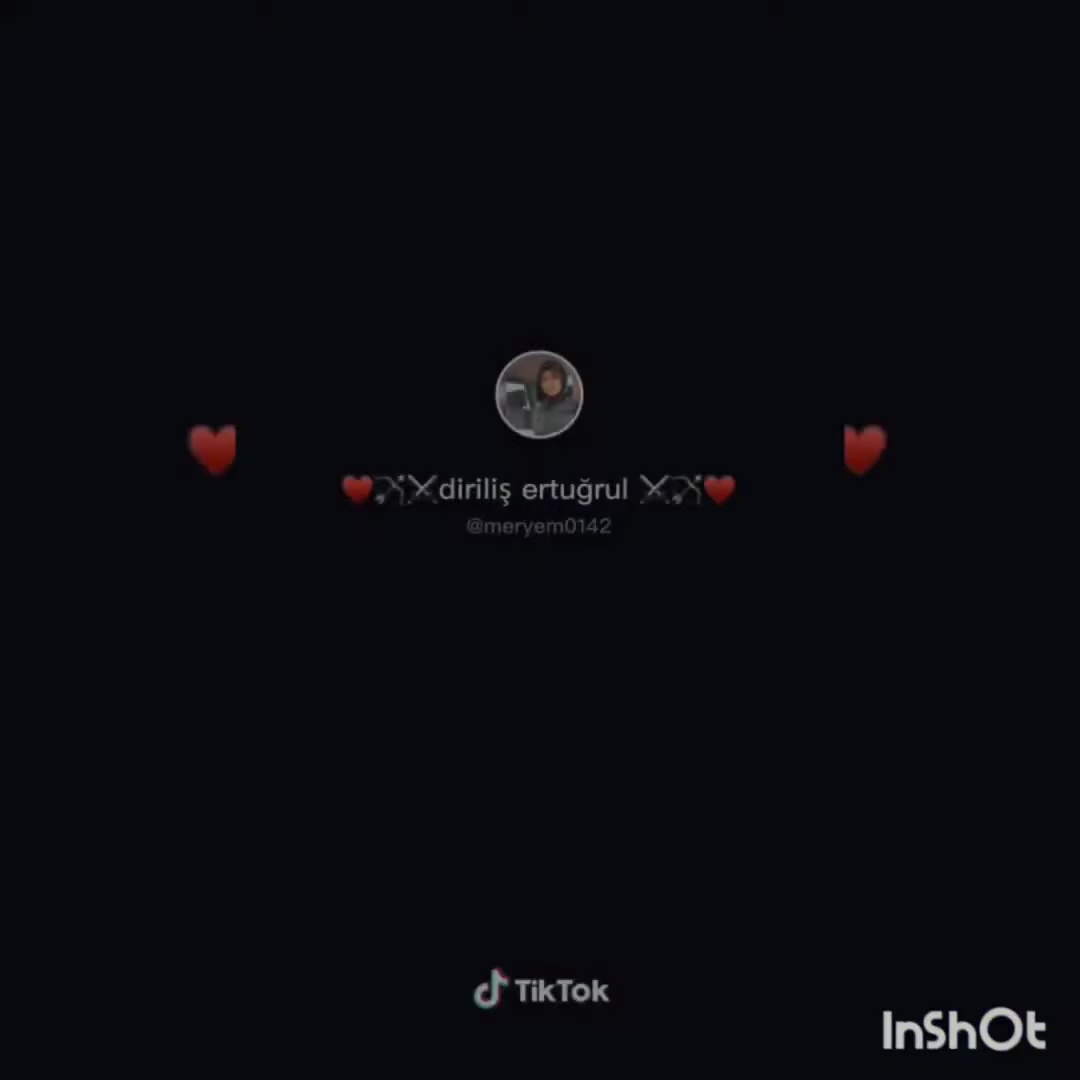 ♥️🏹⚔diriliş ertuğrul ⚔🏹♥️
@meryem0142
TikTok
InShOt